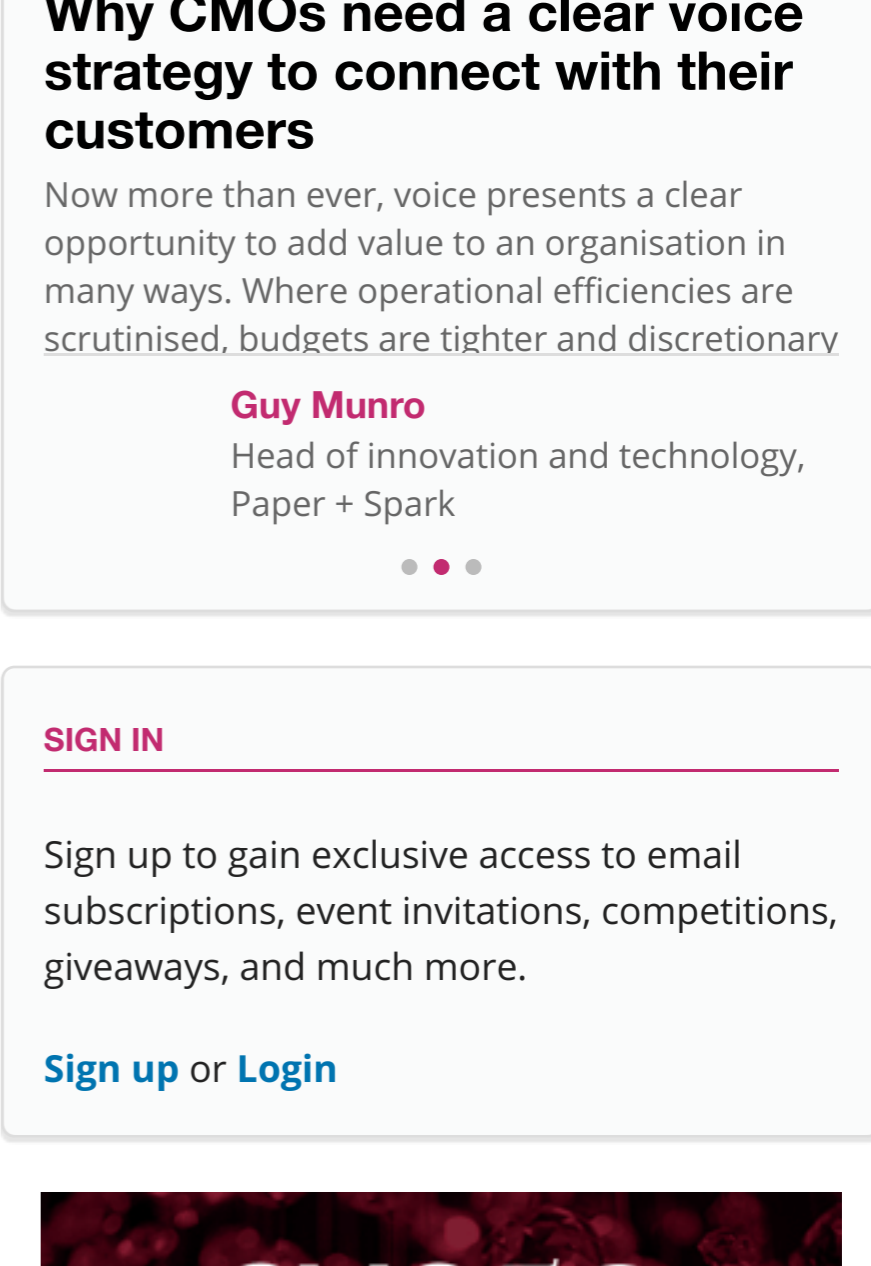 Why CMOs need a clear voice
strategy to connect with their
customers
Now more than ever, voice presents a clear
opportunity to add value to an organisation in
many ways. Where operational efficiencies are
scrutinised, budgets are tighter and discretionary
Guy Munro
Head of innovation and technology,
Paper + Spark
SIGN IN
Sign up to gain exclusive access to email
subscriptions, event invitations, competitions,
giveaways, and much more.
Sign up or Login